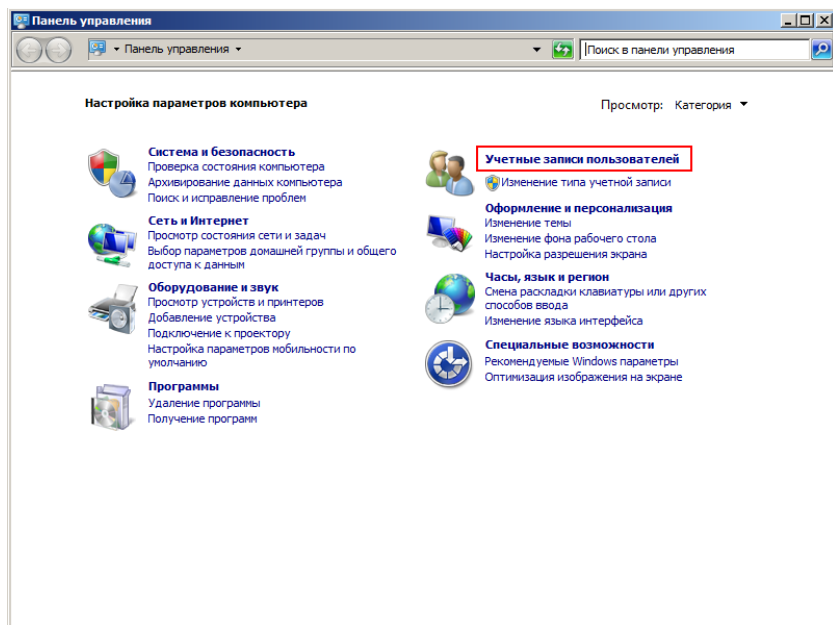 Панель управления
Панель управления
Поиск в панели управления
Настройка параметров компьютера
Просмотр: Категория
Система и безопасность
Проверка состояния компьютера
Архивирование данных компьютера
Поиск и исправление проблем
Сеть и Интернет
Просмотр состояния сети и задач
Выбор параметров домашней группы и общего
доступа к данным
Оборудование и звук
Просмотр устройств и принтеров
Добавление устройства
Подключение к проектору
Настройка параметров мобильности по
умолчанию
Программы
Удаление программы
Получение программ
Учетные записи пользователей
Изменение типа учетной записи
Оформление и персонализация
Изменение темы
Изменение фона рабочего стола
Настройка разрешения экрана
Часы, язык и регион
Смена раскладки клавиатуры или других
способов ввода
Изменение языка интерфейса
Специальные возможности
Рекомендуемые Windows параметры
Оптимизация изображения на экране